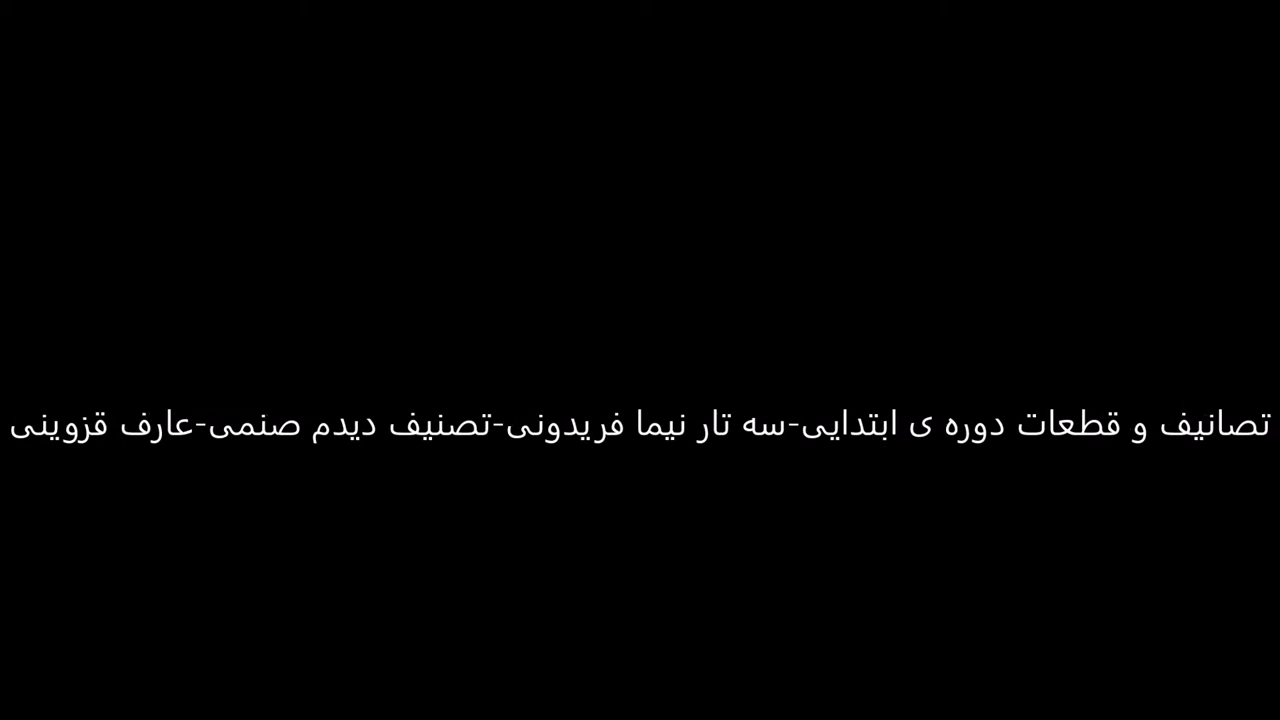 تصانیف و قطعات دوره ی ابتدایی-سه تار نیما فریدونی-تصنیف دیدم صنمی-عارف قزوینی